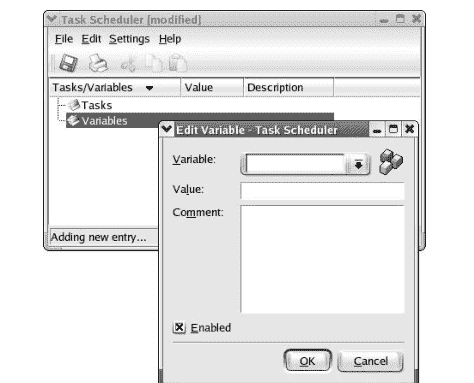 Task Scheduler [modified]
File Edit Settings Help
Tasks/Variables Value Description
Tasks
Variables
Edit Variable - Task Scheduler
Variable:
Value:
Comment:
Adding new entry...
Enabled
OK Cancel